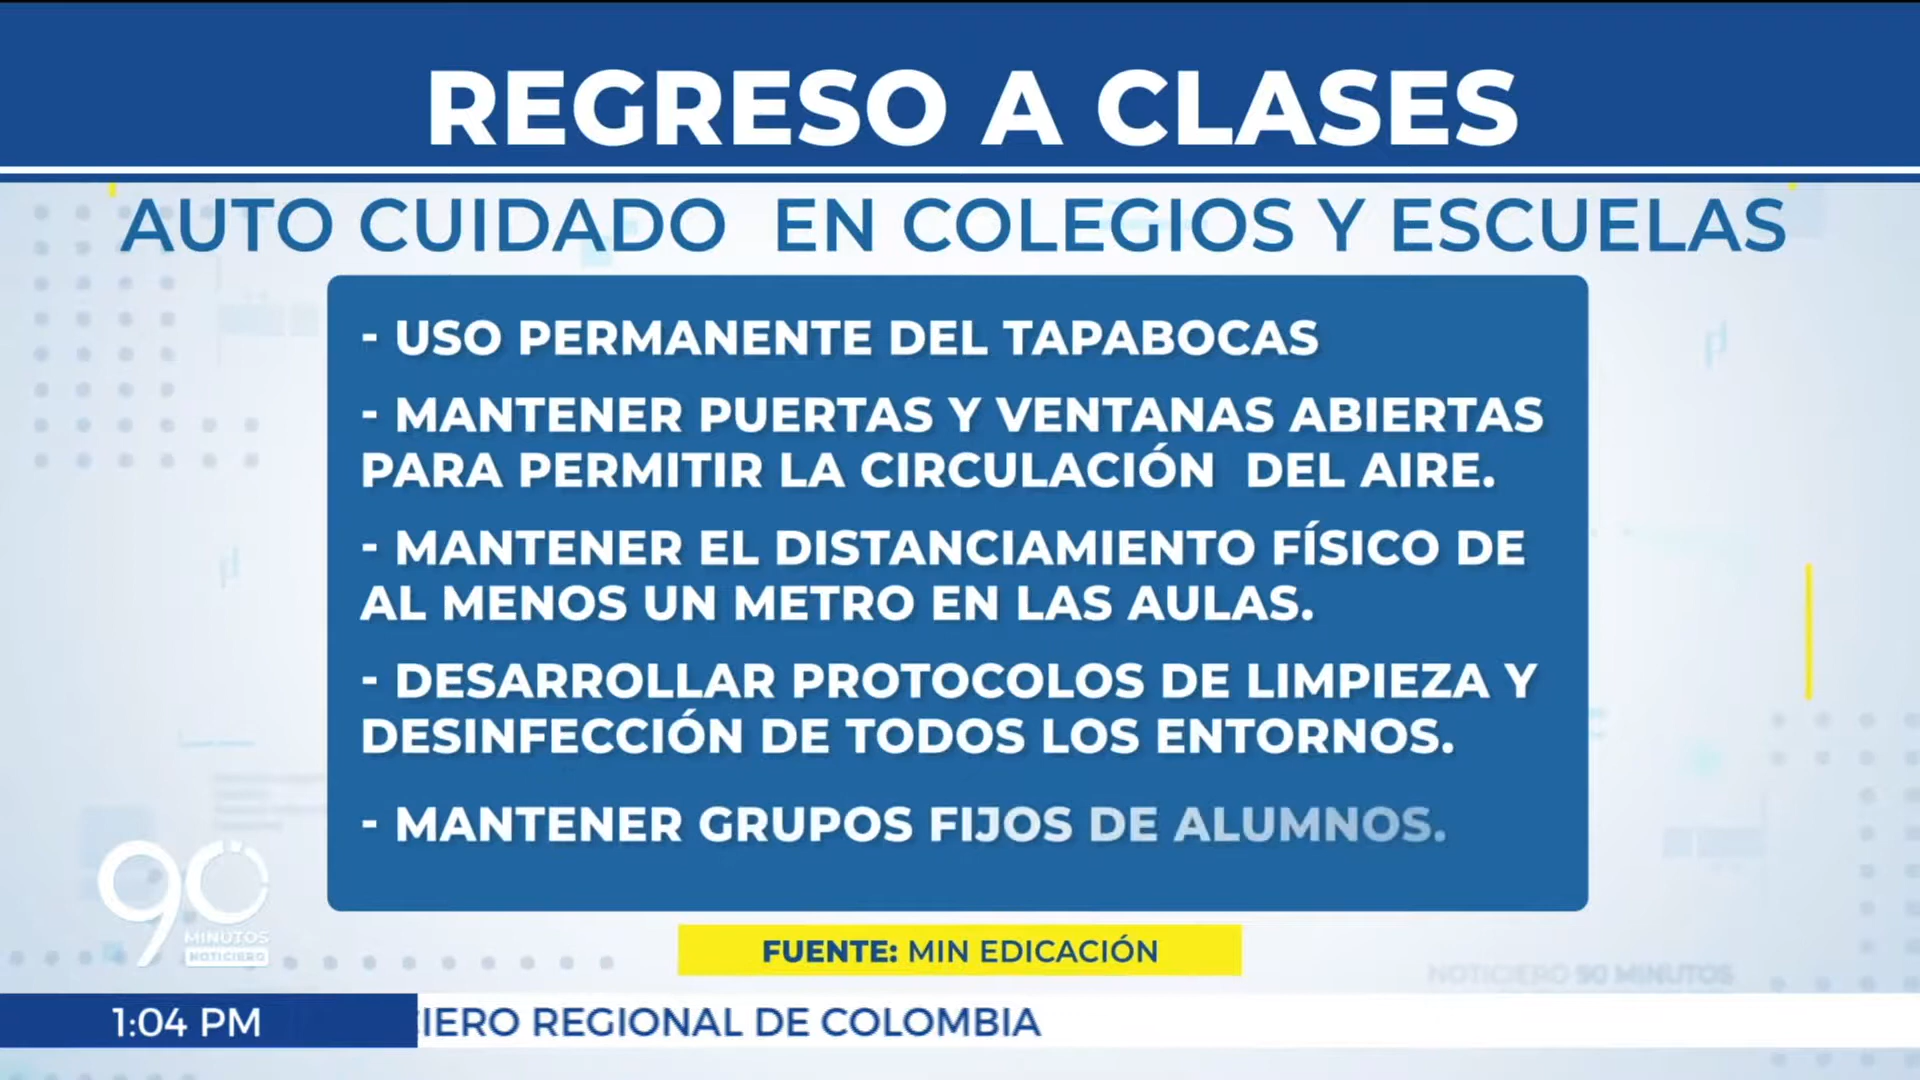 REGRESO A CLASES
AUTO CUIDADO EN COLEGIOS Y ESCUELAS
- USO PERMANENTE DEL TAPABOCAS
- MANTENER PUERTAS Y VENTANAS ABIERTAS
PARA PERMITIR LA CIRCULACIÓN DEL AIRE.
- MANTENER EL DISTANCIAMIENTO FÍSICO DE
AL MENOS UN METRO EN LAS AULAS.
- DESARROLLAR PROTOCOLOS DE LIMPIEZA Y
DESINFECCIÓN DE TODOS LOS ENTORNOS.
- MANTENER GRUPOS FIJOS DE ALUMNOS.
90
MINUTOS
NOTICIERO
FUENTE: MIN EDICACIÓN
NOTICIERO 90 MINUTOS
1:04 PM
CIERO REGIONAL DE COLOMBIA